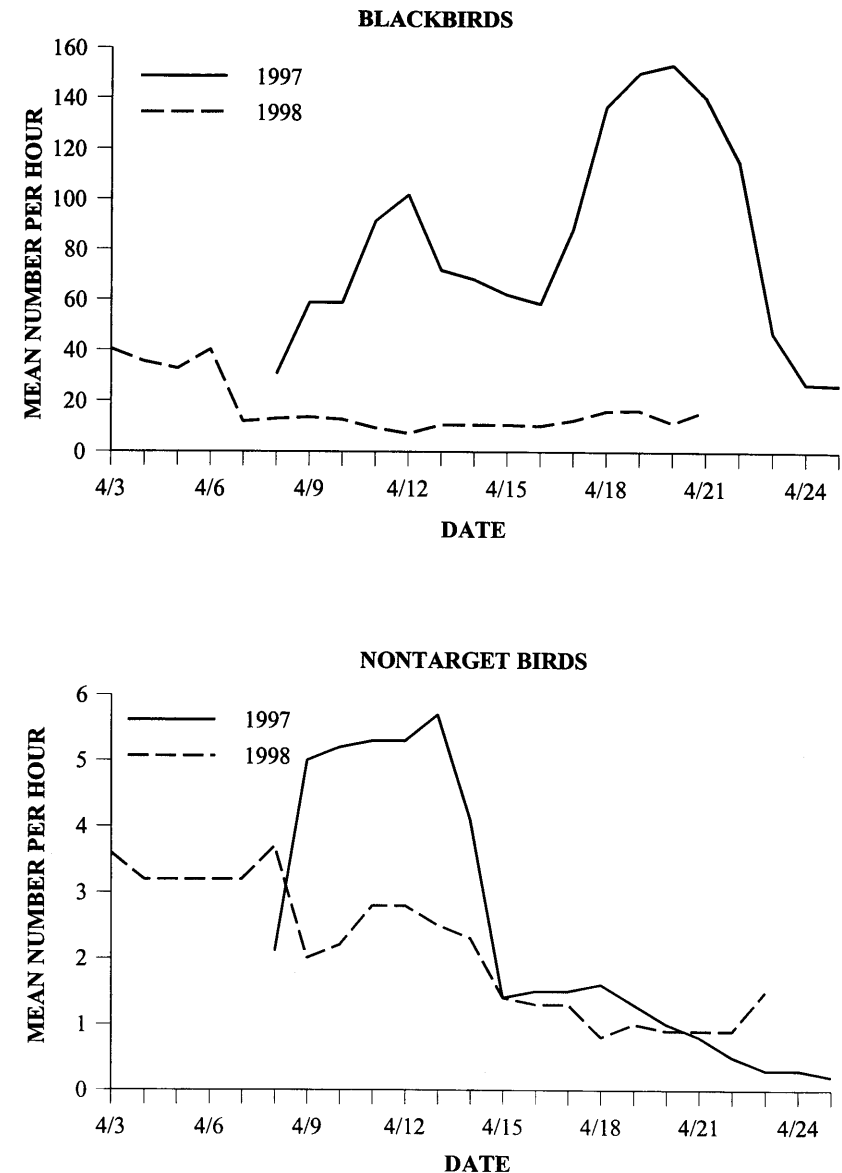 BLACKBIRDS
160
140
120
100
80
60
40
20
0
MEAN NUMBER PER HOUR
1997
1998
4/3 4/6 4/9 4/12 4/15 4/18 4/21 4/24
DATE
NONTARGET BIRDS
6
5
4
3
2
1
0
MEAN NUMBER PER HOUR
1997
1998
4/3 4/6 4/9 4/12 4/15 4/18 4/21 4/24
DATE